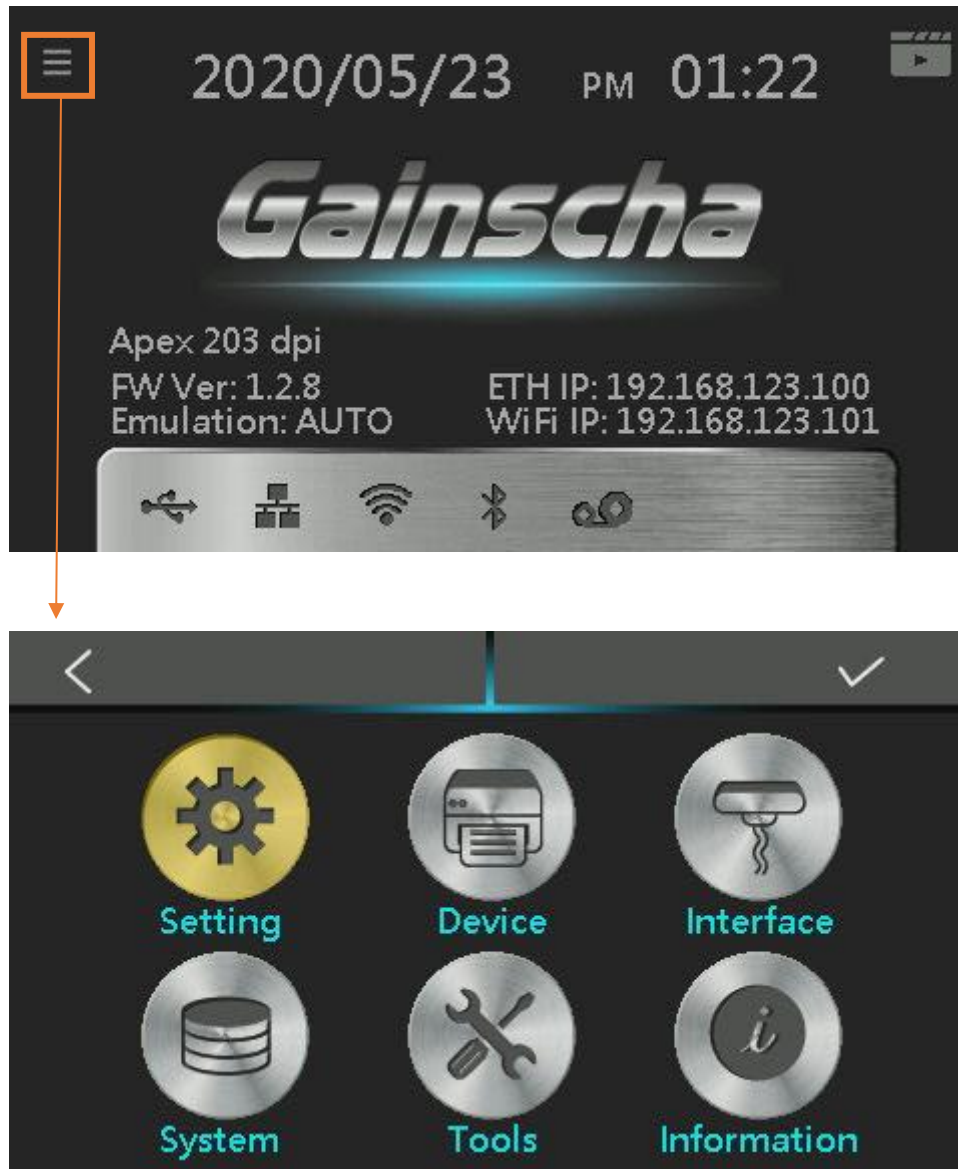 2020/05/23 PM 01:22
Gainscha
Apex 203 dpi
FW Ver: 1.2.8 ETH IP: 192.168.123.100
Emulation: AUTO WiFi IP: 192.168.123.101
Setting Device Interface
System Tools Information